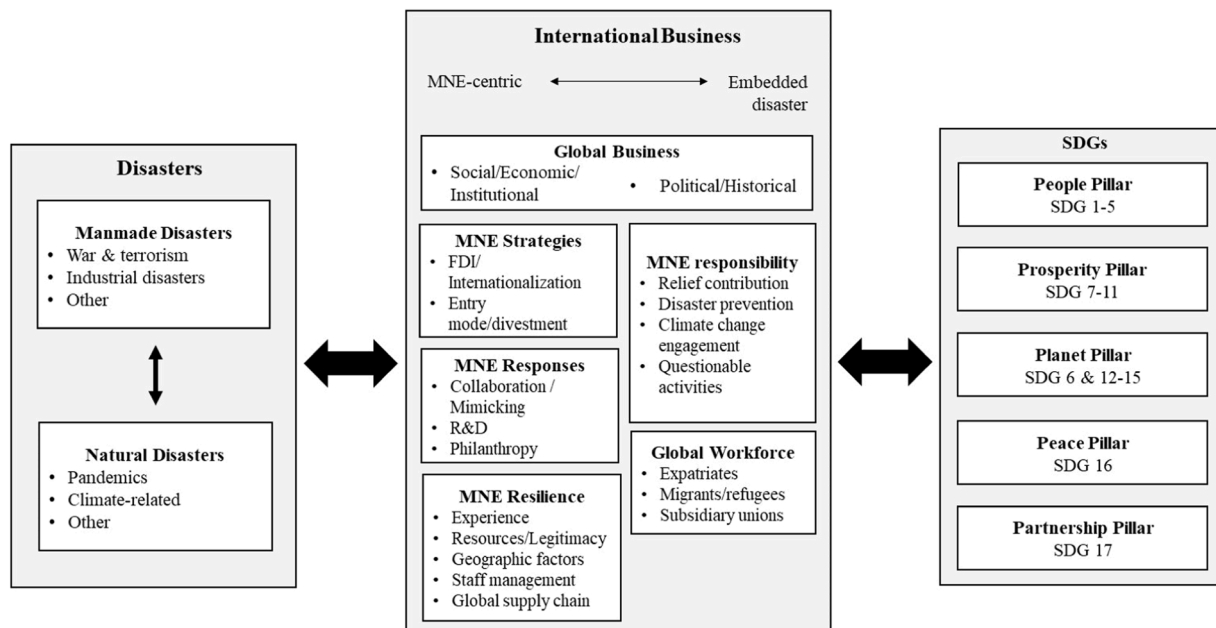 Disasters
Manmade Disasters
• War & terrorism
• Industrial disasters
• Other
Natural Disasters
• Pandemics
• Climate-related
• Other
International Business
MNE-centric
Embedded
disaster
Global Business
• Social/Economic/
Institutional
• Political/Historical
MNE Strategies
• FDI/
Internationalization
• Entry
mode/divestment
MNE Responses
• Collaboration /
Mimicking
• R&D
• Philanthropy
MNE Resilience
• Experience
• Resources/Legitimacy
• Geographic factors
• Staff management
• Global supply chain
MNE responsibility
• Relief contribution
• Disaster prevention
• Climate change
engagement
• Questionable
activities
Global Workforce
• Expatriates
• Migrants/refugees
• Subsidiary unions
SDGs
People Pillar
SDG 1-5
Prosperity Pillar
SDG 7-11
Planet Pillar
SDG 6 & 12-15
Peace Pillar
SDG 16
Partnership Pillar
SDG 17